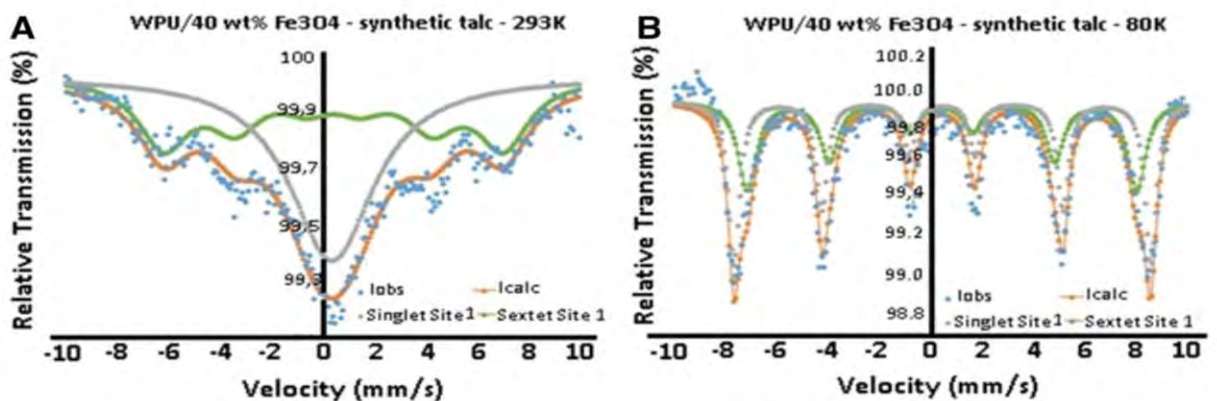 A
WPU/40 wt% Fe3O4 - synthetic talc - 293K
Relative Transmission (%)
100
99,9
99,7
99,5
99,3
Iobs
Icalc
Singlet Site 1
Sextet Site 1
-10 -8 -6 -4 -2 0 2 4 6 8 10
Velocity (mm/s)
B
WPU/40 wt% Fe3O4 - synthetic talc - 80K
Relative Transmission (%)
100.2
100.0
99.8
99.6
99.4
99.2
99.0
98.8
Iobs
Icalc
Singlet Site 1
Sextet Site 1
-10 -8 -6 -4 -2 0 2 4 6 8 10
Velocity (mm/s)